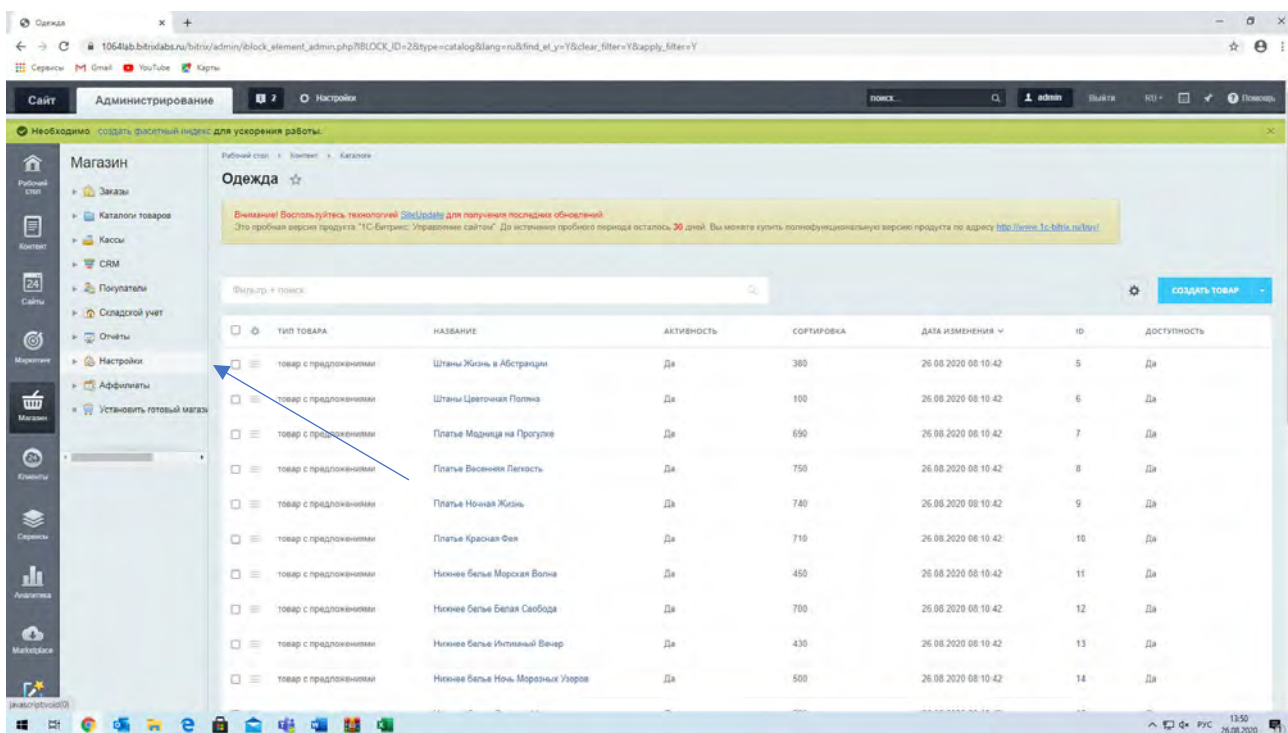 Одежда
1064lab.bitrixlabs.ru/bitrix/admin/iblock_element_admin.php?IBLOCK_ID=2&type=catalog&lang=ru&find_el_y=Y&clear_filter=Y&apply_filter=Y
Сервисы Gmail YouTube Карты
Сайт Администрирование 2 Настройки поиск... admin Выйти RU Помощь
Необходимо создать фасетный индекс для ускорения работы.
Рабочий стол Контент Каталоги
Магазин
Одежда
Рабочий стол
Контент
24
Сайты
Маркетинг
Магазин
24
Клиенты
Сервисы
Аналитика
Marketplace
Заказы
Каталоги товаров
Кассы
CRM
Покупатели
Складской учет
Отчеты
Настройки
Аффилиаты
Установить готовый магази
Внимание! Воспользуйтесь технологией SiteUpdate для получения последних обновлений.
Это пробная версия продукта "1С-Битрикс: Управление сайтом". До истечения пробного периода осталось 30 дней. Вы можете купить полнофункциональную версию продукта по адресу http://www.1c-bitrix.ru/buy/
Фильтр + поиск
СОЗДАТЬ ТОВАР
ТИП ТОВАРА НАЗВАНИЕ АКТИВНОСТЬ СОРТИРОВКА ДАТА ИЗМЕНЕНИЯ ID ДОСТУПНОСТЬ
товар с предложениями Штаны Жизнь в Абстракции Да 380 26.08.2020 08:10:42 5 Да
товар с предложениями Штаны Цветочная Поляна Да 100 26.08.2020 08:10:42 6 Да
товар с предложениями Платье Модница на Прогулке Да 690 26.08.2020 08:10:42 7 Да
товар с предложениями Платье Весенняя Легкость Да 750 26.08.2020 08:10:42 8 Да
товар с предложениями Платье Ночная Жизнь Да 740 26.08.2020 08:10:42 9 Да
товар с предложениями Платье Красная Фея Да 710 26.08.2020 08:10:42 10 Да
товар с предложениями Нижнее белье Морская Волна Да 450 26.08.2020 08:10:42 11 Да
товар с предложениями Нижнее белье Белая Свобода Да 700 26.08.2020 08:10:42 12 Да
товар с предложениями Нижнее белье Интимный Вечер Да 430 26.08.2020 08:10:42 13 Да
товар с предложениями Нижнее белье Ночь Морозных Узоров Да 500 26.08.2020 08:10:42 14 Да
javascript:void(0)
РУС 13:50
26.08.2020